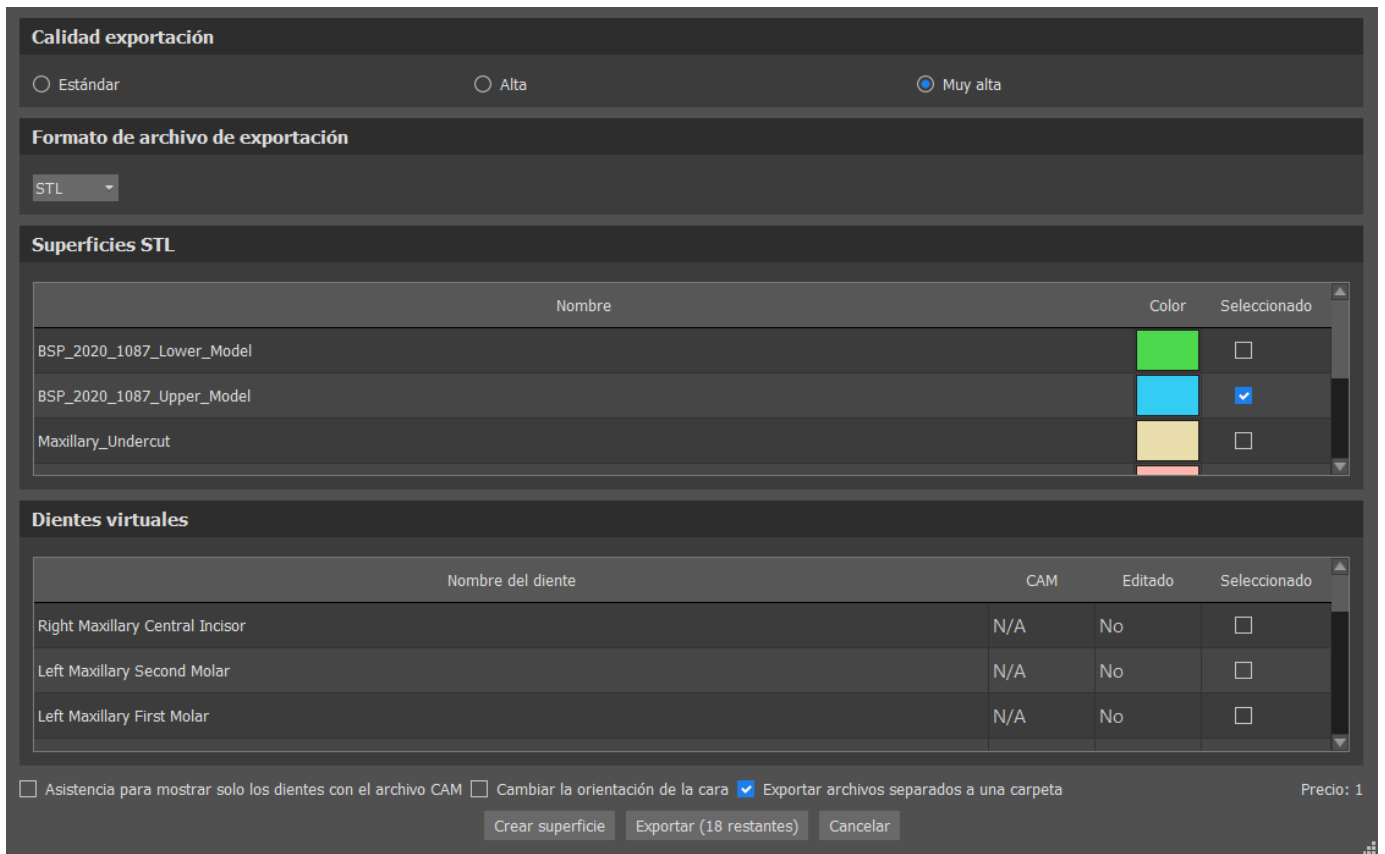 Calidad exportación
Estándar Alta Muy alta
Formato de archivo de exportación
STL
Superficies STL
Nombre Color Seleccionado
BSP_2020_1087_Lower_Model
BSP_2020_1087_Upper_Model
Maxillary_Undercut
Dientes virtuales
Nombre del diente CAM Editado Seleccionado
Right Maxillary Central Incisor N/A No
Left Maxillary Second Molar N/A No
Left Maxillary First Molar N/A No
Asistencia para mostrar solo los dientes con el archivo CAM Cambiar la orientación de la cara Exportar archivos separados a una carpeta Precio: 1
Crear superficie Exportar (18 restantes) Cancelar